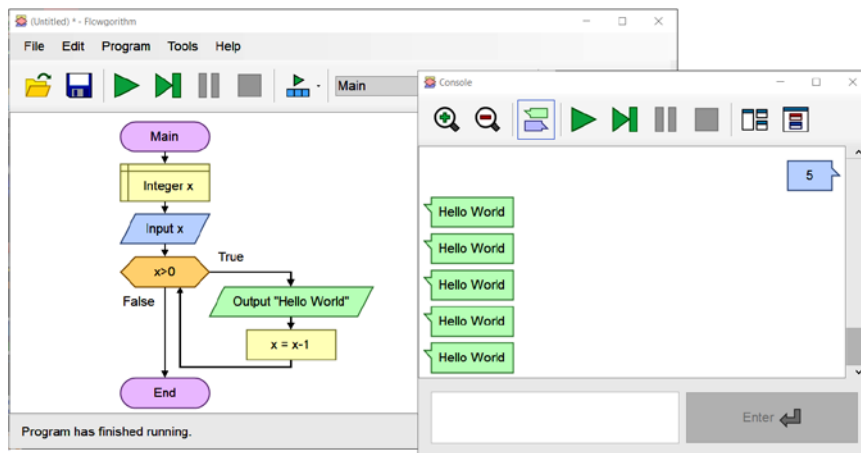 (Untitled) * - Flowgorithm
File Edit Program Tools Help
Main
Main
Integer x
Input x
x>0
True
False
Output "Hello World"
x = x-1
End
Program has finished running.
Console
5
Hello World
Hello World
Hello World
Hello World
Hello World
Enter